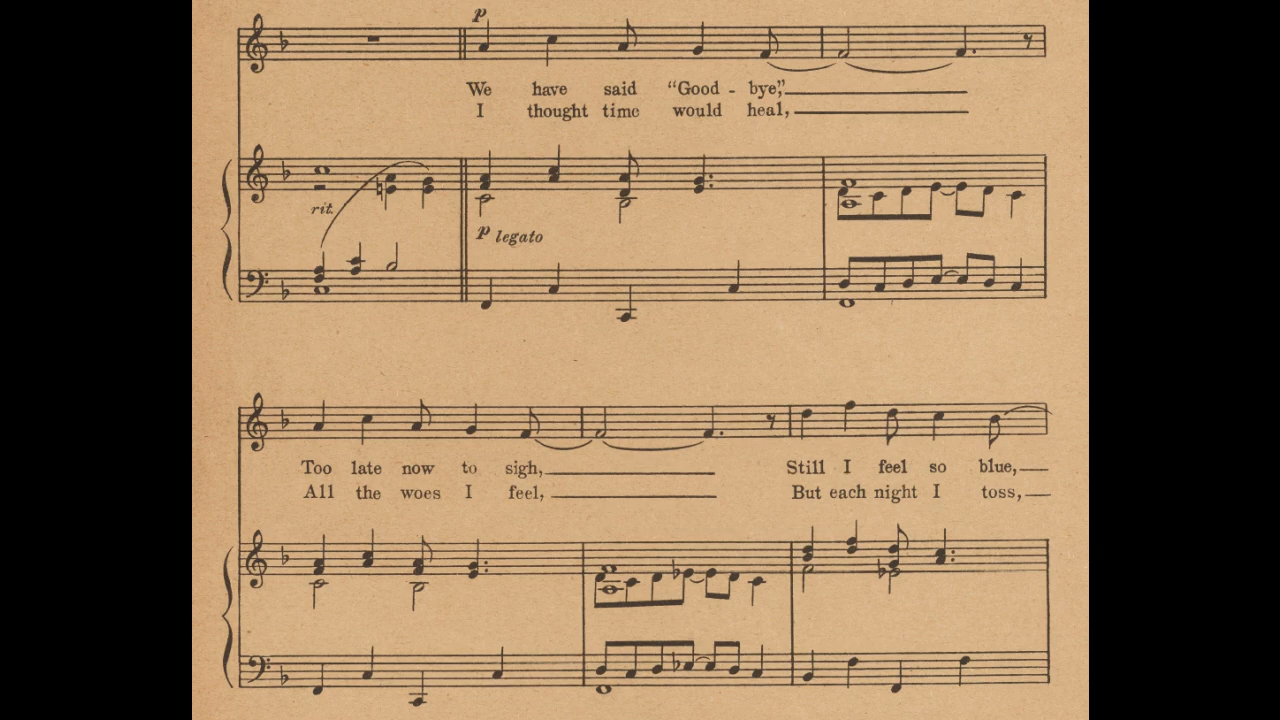 p
We have said “Good - bye,”
I thought time would heal,
rit.
p legato
Too late now to sigh,
All the woes I feel,
Still I feel so blue,
But each night I toss,